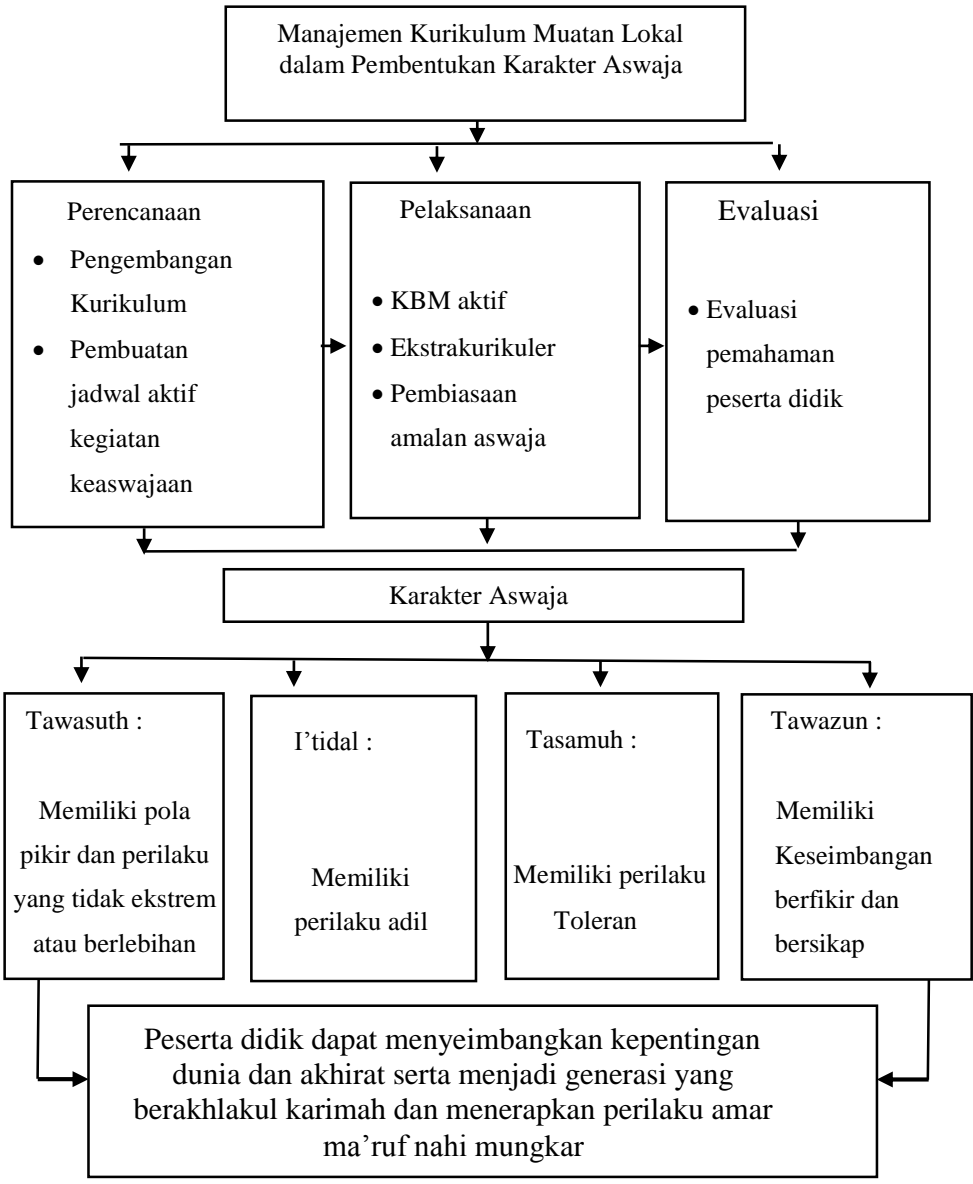 Manajemen Kurikulum Muatan Lokal
dalam Pembentukan Karakter Aswaja
Perencanaan
• Pengembangan
Kurikulum
• Pembuatan
jadwal aktif
kegiatan
keaswajaan
Pelaksanaan
• KBM aktif
• Ekstrakurikuler
• Pembiasaan
amalan aswaja
Evaluasi
• Evaluasi
pemahaman
peserta didik
Karakter Aswaja
Tawasuth :
Memiliki pola
pikir dan perilaku
yang tidak ekstrem
atau berlebihan
I’tidal :
Memiliki
perilaku adil
Tasamuh :
Memiliki perilaku
Toleran
Tawazun :
Memiliki
Keseimbangan
berfikir dan
bersikap
Peserta didik dapat menyeimbangkan kepentingan
dunia dan akhirat serta menjadi generasi yang
berakhlakul karimah dan menerapkan perilaku amar
ma’ruf nahi mungkar